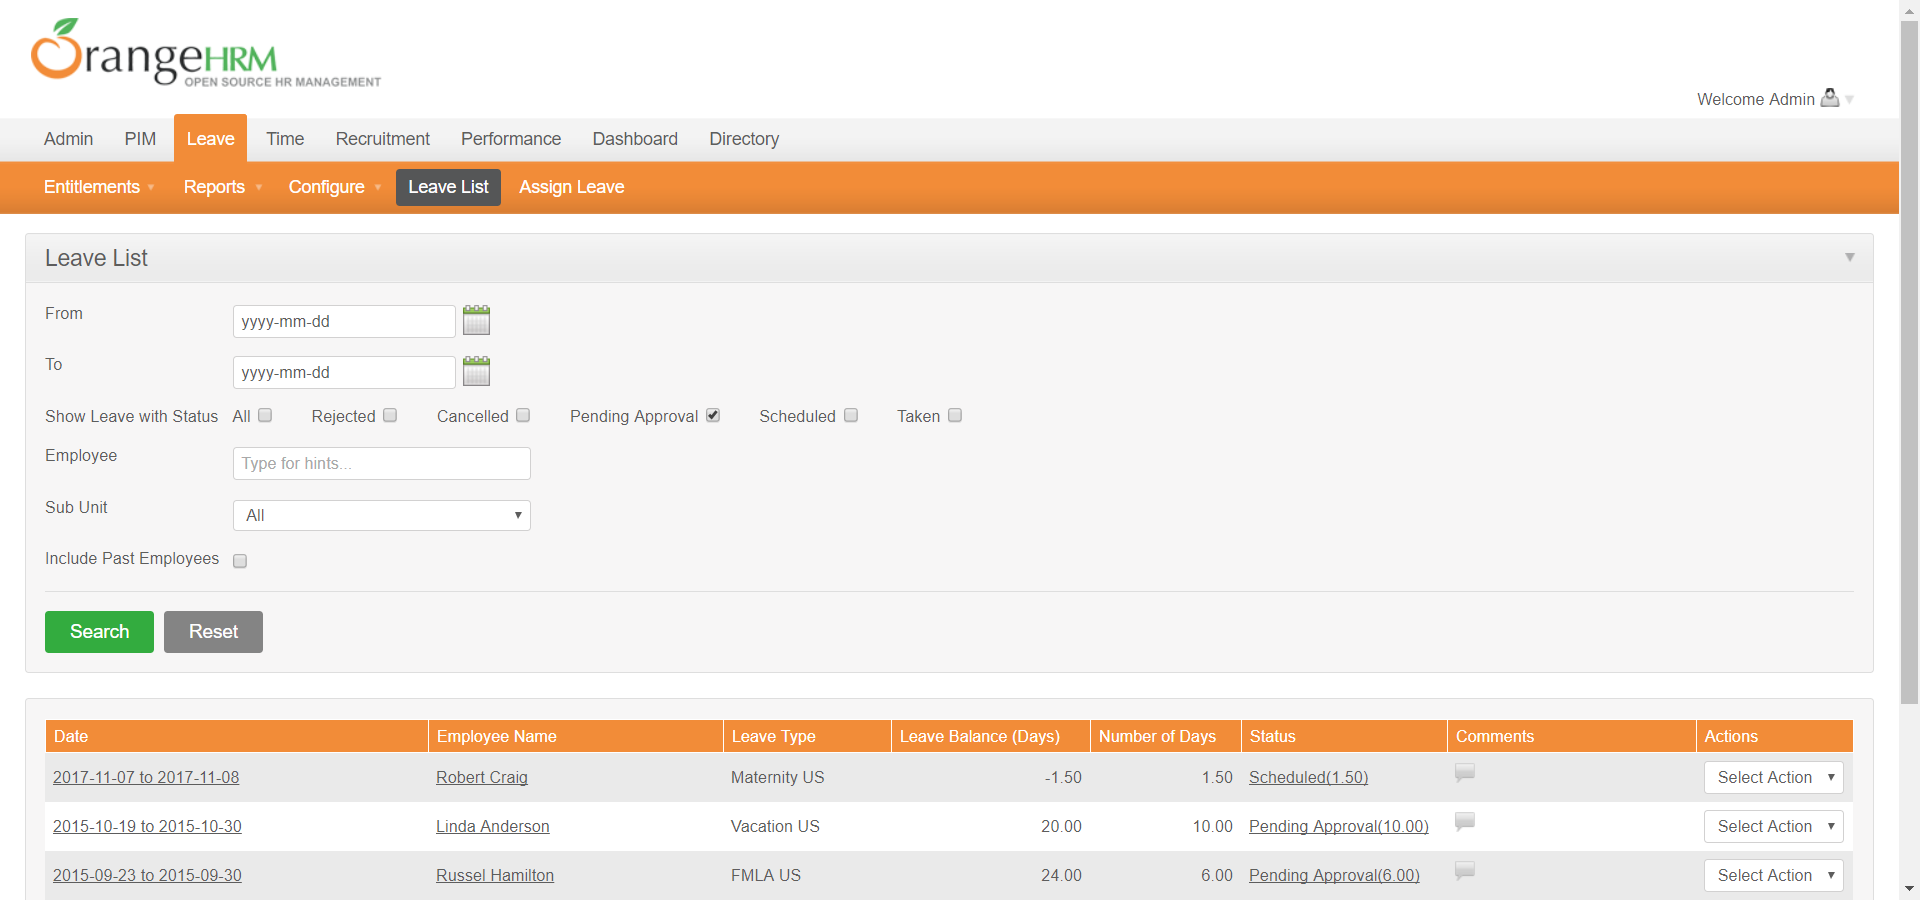 OrangeHRM
OPEN SOURCE HR MANAGEMENT
Welcome Admin
Admin PIM Leave Time Recruitment Performance Dashboard Directory
Entitlements Reports Configure Leave List Assign Leave
Leave List
From yyyy-mm-dd
To yyyy-mm-dd
Show Leave with Status All Rejected Cancelled Pending Approval Scheduled Taken
Employee Type for hints...
Sub Unit All
Include Past Employees
Search Reset
Date Employee Name Leave Type Leave Balance (Days) Number of Days Status Comments Actions
2017-11-07 to 2017-11-08 Robert Craig Maternity US -1.50 1.50 Scheduled(1.50) Select Action
2015-10-19 to 2015-10-30 Linda Anderson Vacation US 20.00 10.00 Pending Approval(10.00) Select Action
2015-09-23 to 2015-09-30 Russel Hamilton FMLA US 24.00 6.00 Pending Approval(6.00) Select Action